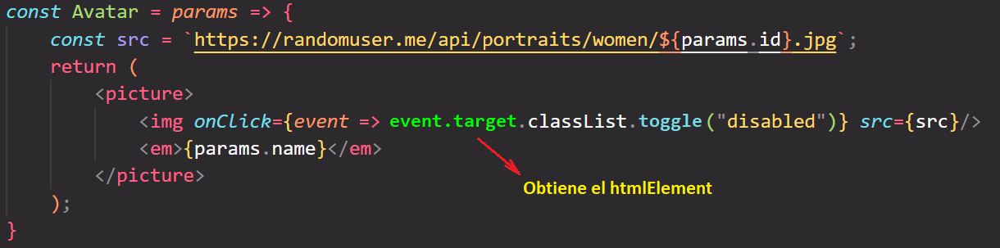 const Avatar = params => {
    const src = `https://randomuser.me/api/portraits/women/${params.id}.jpg`;
    return (
        <picture>
            <img onClick={event => event.target.classList.toggle("disabled")} src={src}/>
            <em>{params.name}</em>
        </picture>
Obtiene el htmlElement
    );
}